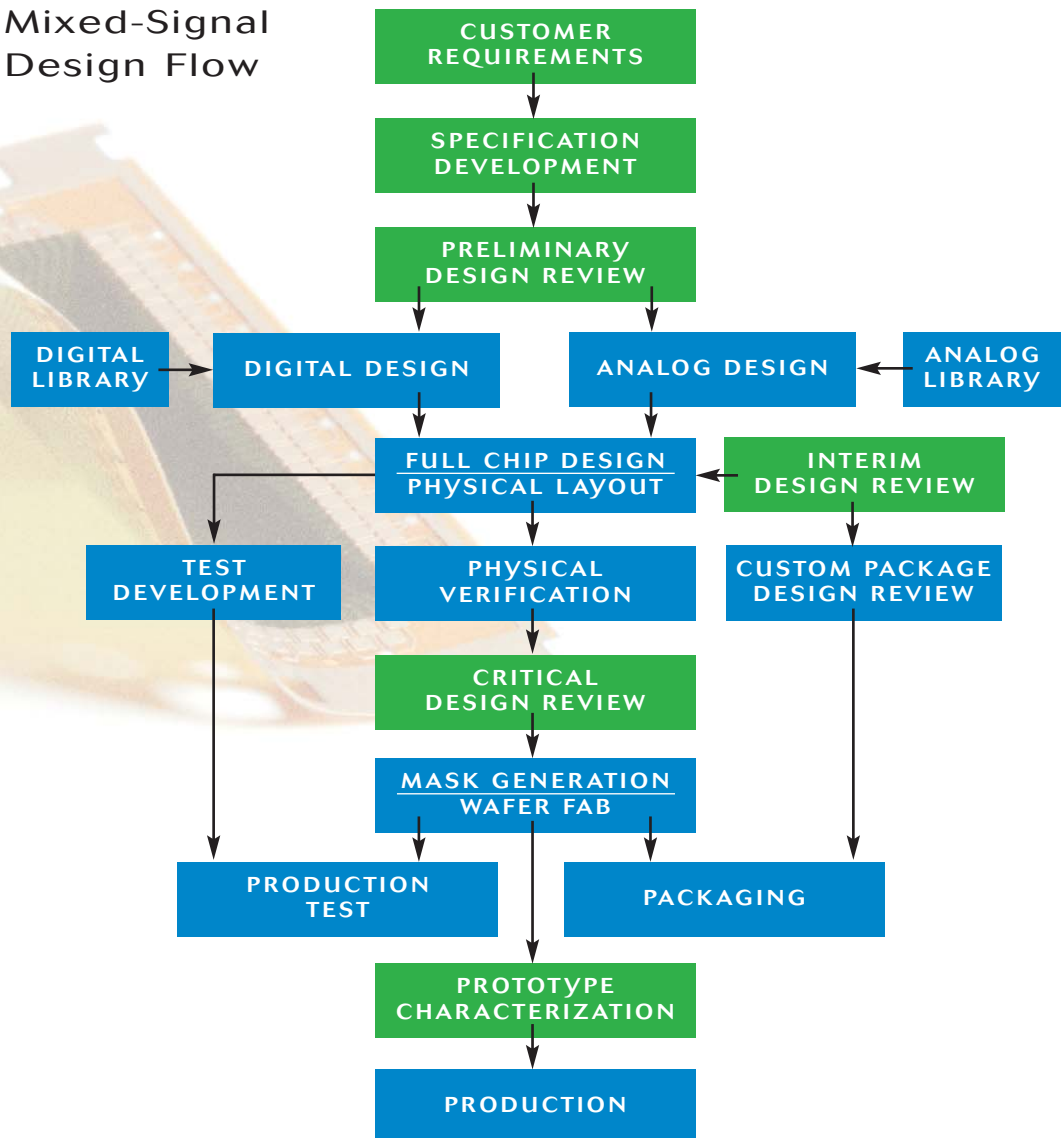 Mixed-Signal
Design Flow
CUSTOMER
REQUIREMENTS
SPECIFICATION
DEVELOPMENT
PRELIMINARY
DESIGN REVIEW
DIGITAL
LIBRARY
DIGITAL DESIGN
ANALOG DESIGN
ANALOG
LIBRARY
FULL CHIP DESIGN
PHYSICAL LAYOUT
INTERIM
DESIGN REVIEW
TEST
DEVELOPMENT
PHYSICAL
VERIFICATION
CUSTOM PACKAGE
DESIGN REVIEW
CRITICAL
DESIGN REVIEW
MASK GENERATION
WAFER FAB
PRODUCTION
TEST
PACKAGING
PROTOTYPE
CHARACTERIZATION
PRODUCTION